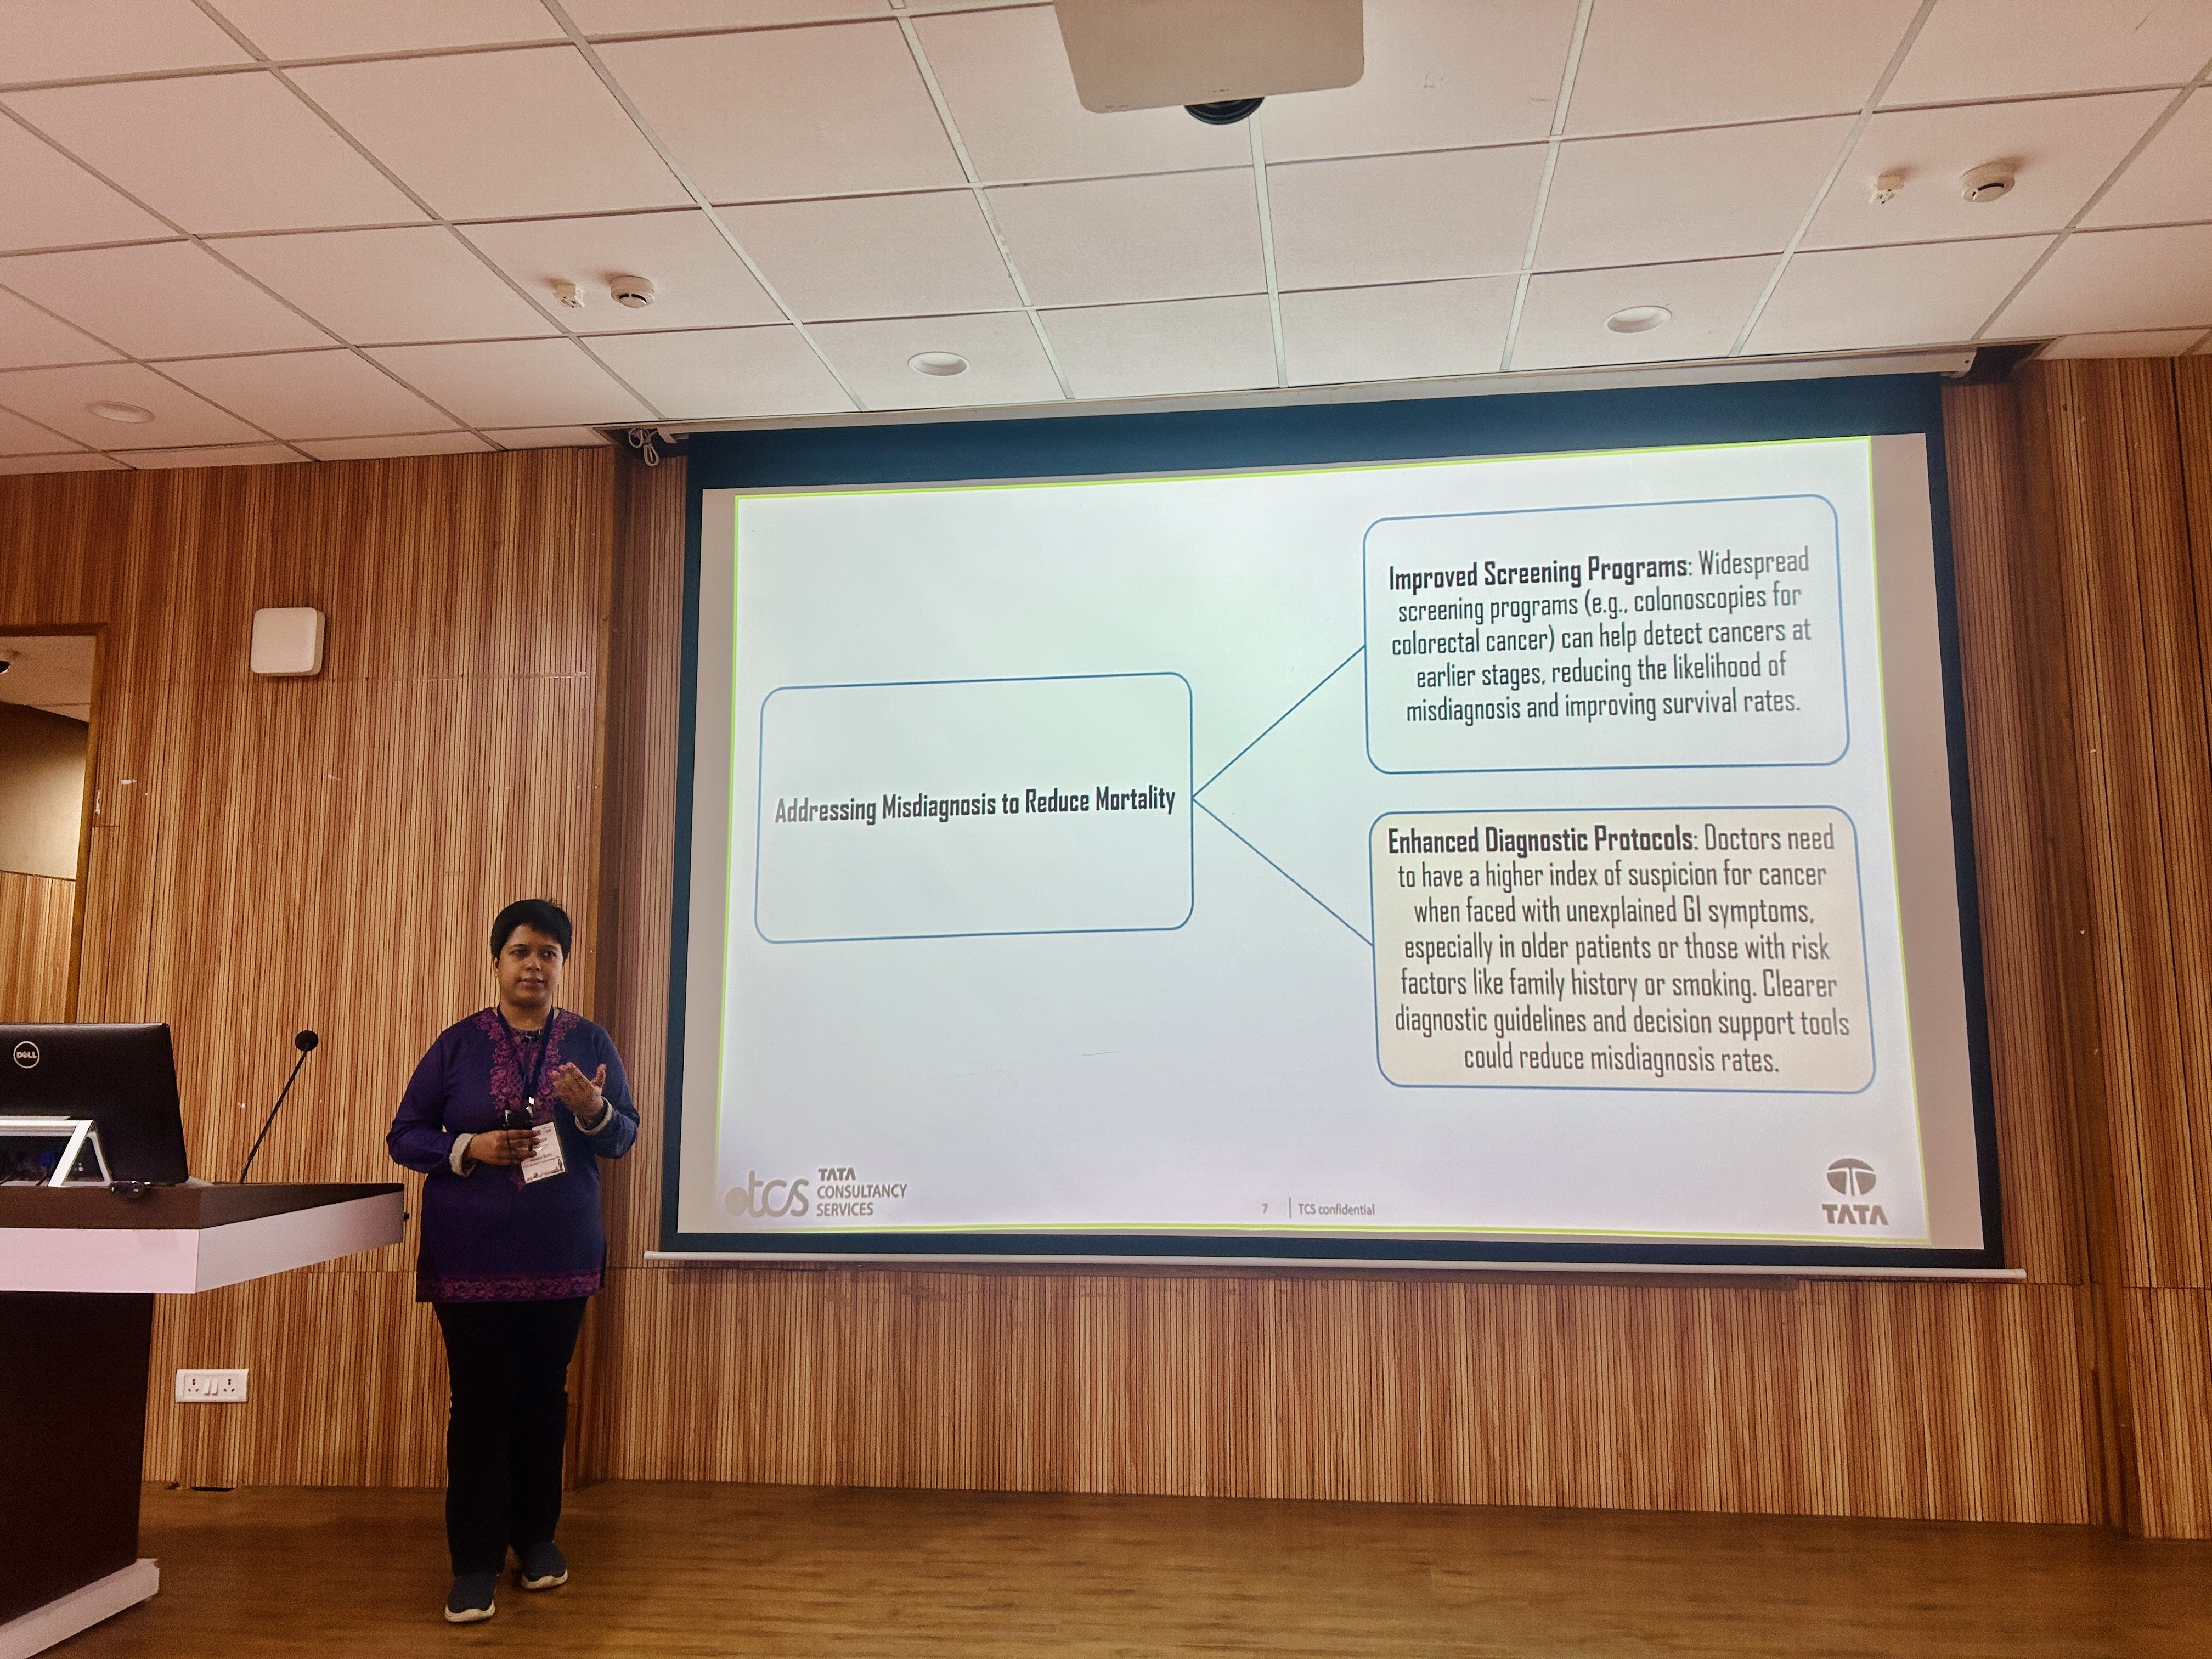 Addressing Misdiagnosis to Reduce Mortality
Improved Screening Programs: Widespread
screening programs (e.g., colonoscopies for
colorectal cancer) can help detect cancers at
earlier stages, reducing the likelihood of
misdiagnosis and improving survival rates.
Enhanced Diagnostic Protocols: Doctors need
to have a higher index of suspicion for cancer
when faced with unexplained GI symptoms,
especially in older patients or those with risk
factors like family history or smoking. Clearer
diagnostic guidelines and decision support tools
could reduce misdiagnosis rates.
tcs TATA
CONSULTANCY
SERVICES
7 TCS confidential
TATA
DELL